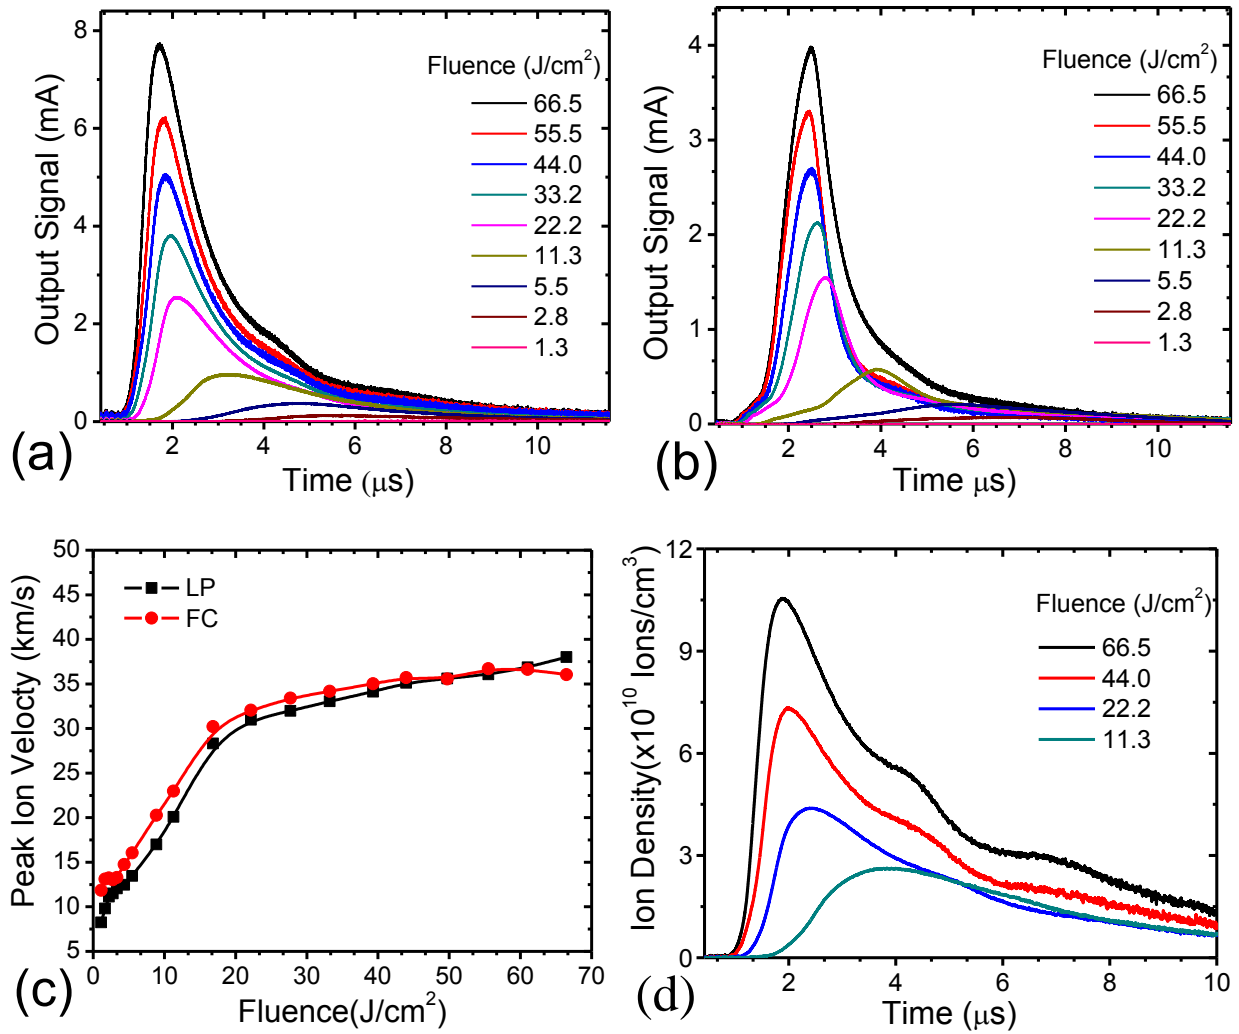 8
6
4
2
0
Output Signal (mA)
Fluence (J/cm²)
66.5
55.5
44.0
33.2
22.2
11.3
5.5
2.8
1.3
2 4 6 8 10
Time (μs)
(a)
4
3
2
1
0
Output Signal (mA)
Fluence (J/cm²)
66.5
55.5
44.0
33.2
22.2
11.3
5.5
2.8
1.3
2 4 6 8 10
Time μs)
(b)
50
45
40
35
30
25
20
15
10
5
Peak Ion Velocty (km/s)
LP
FC
0 10 20 30 40 50 60 70
Fluence(J/cm²)
(c)
12
9
6
3
0
Ion Density(x10¹⁰ Ions/cm³)
Fluence (J/cm²)
66.5
44.0
22.2
11.3
2 4 6 8 10
Time (μs)
(d)